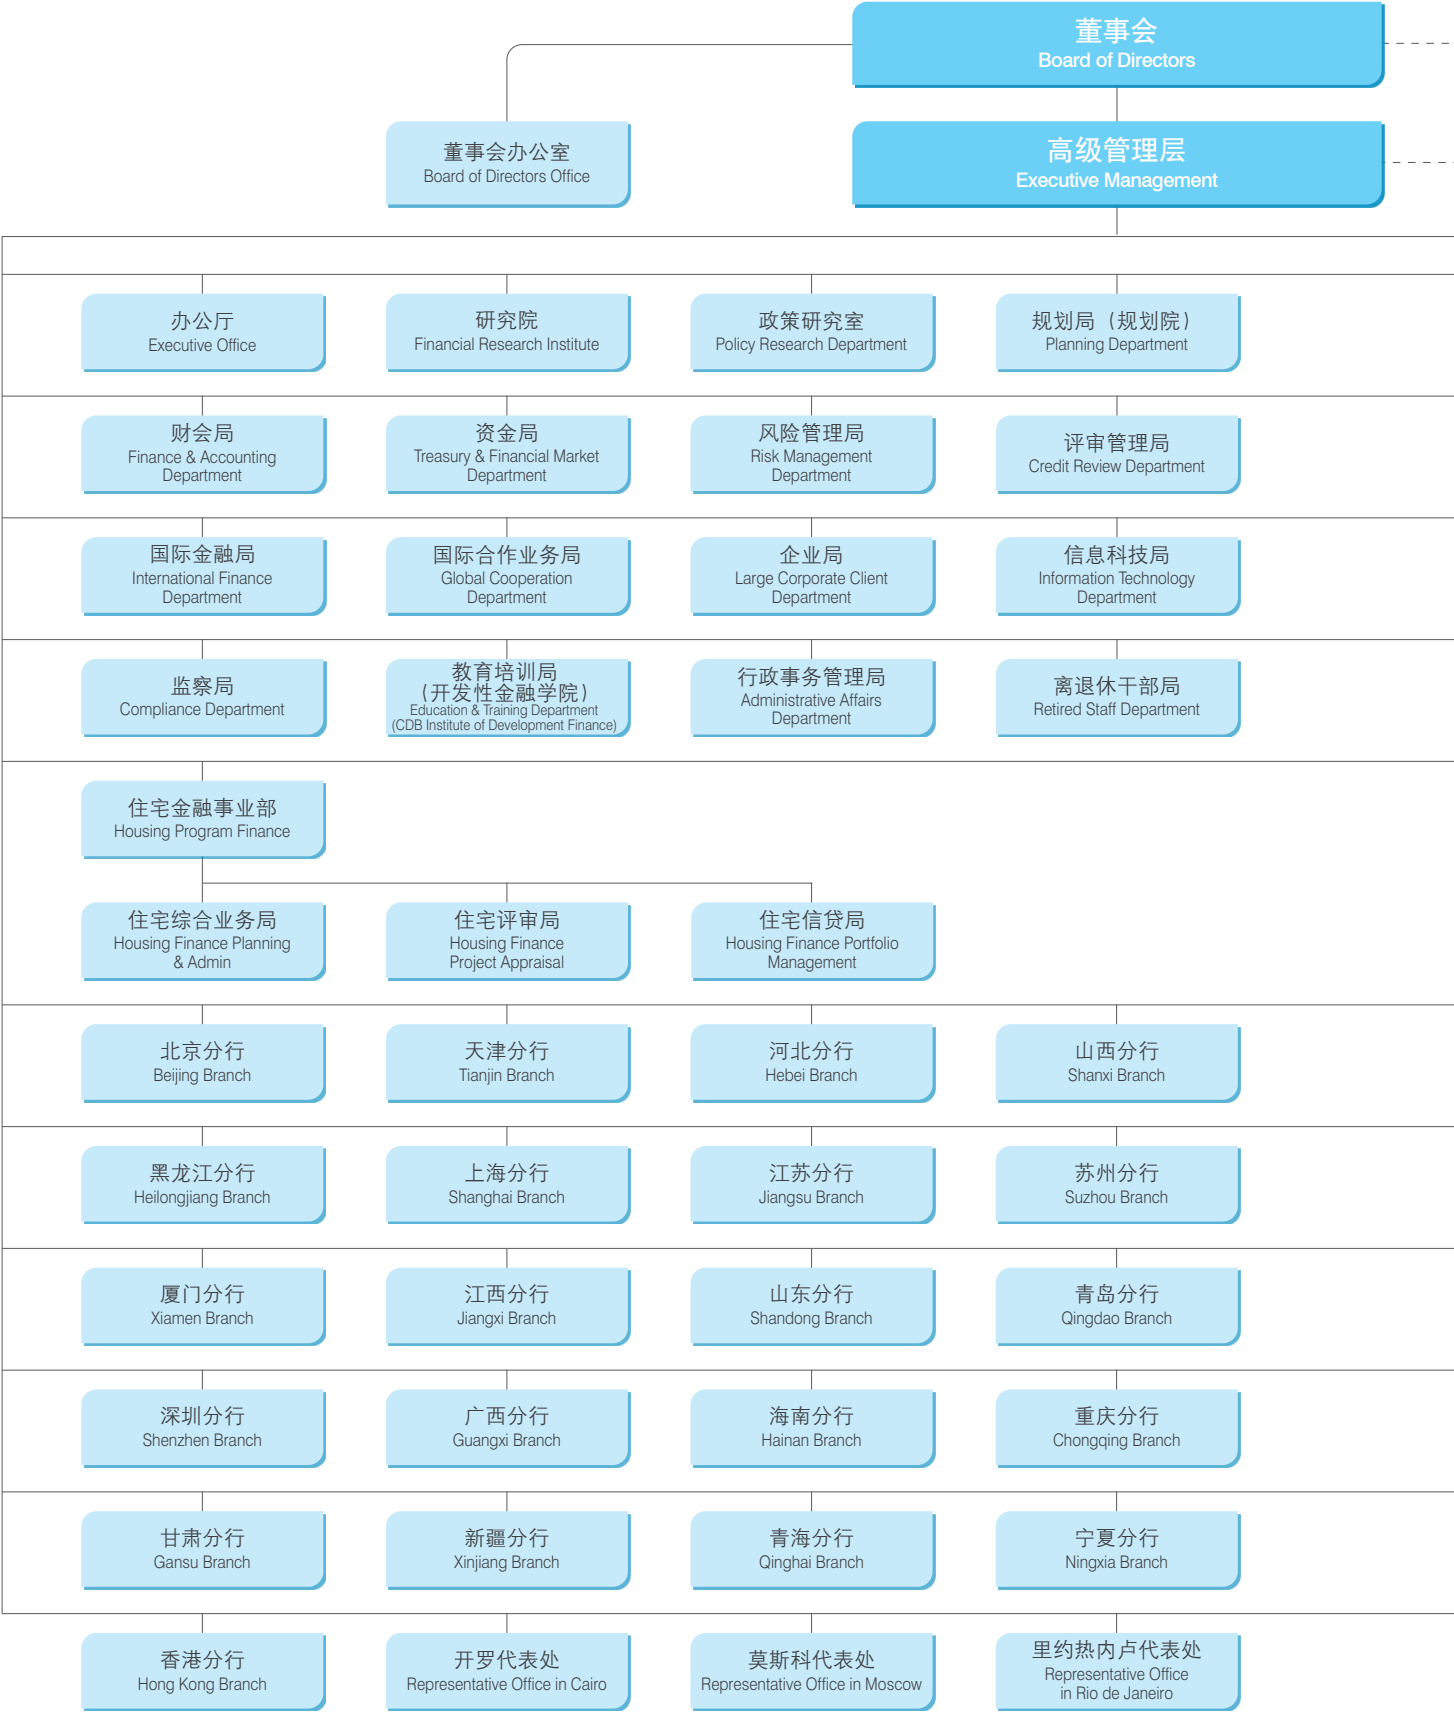 董事会
Board of Directors
董事会办公室
Board of Directors Office
高级管理层
Executive Management
办公厅
Executive Office
研究院
Financial Research Institute
政策研究室
Policy Research Department
规划局（规划院）
Planning Department
财会局
Finance & Accounting
Department
资金局
Treasury & Financial Market
Department
风险管理局
Risk Management
Department
评审管理局
Credit Review Department
国际金融局
International Finance
Department
国际合作业务局
Global Cooperation
Department
企业局
Large Corporate Client
Department
信息科技局
Information Technology
Department
监察局
Compliance Department
教育培训局
（开发性金融学院）
Education & Training Department
(CDB Institute of Development Finance)
行政事务管理局
Administrative Affairs
Department
离退休干部局
Retired Staff Department
住宅金融事业部
Housing Program Finance
住宅综合业务局
Housing Finance Planning
& Admin
住宅评审局
Housing Finance
Project Appraisal
住宅信贷局
Housing Finance Portfolio
Management
北京分行
Beijing Branch
天津分行
Tianjin Branch
河北分行
Hebei Branch
山西分行
Shanxi Branch
黑龙江分行
Heilongjiang Branch
上海分行
Shanghai Branch
江苏分行
Jiangsu Branch
苏州分行
Suzhou Branch
厦门分行
Xiamen Branch
江西分行
Jiangxi Branch
山东分行
Shandong Branch
青岛分行
Qingdao Branch
深圳分行
Shenzhen Branch
广西分行
Guangxi Branch
海南分行
Hainan Branch
重庆分行
Chongqing Branch
甘肃分行
Gansu Branch
新疆分行
Xinjiang Branch
青海分行
Qinghai Branch
宁夏分行
Ningxia Branch
香港分行
Hong Kong Branch
开罗代表处
Representative Office in Cairo
莫斯科代表处
Representative Office in Moscow
里约热内卢代表处
Representative Office
in Rio de Janeiro